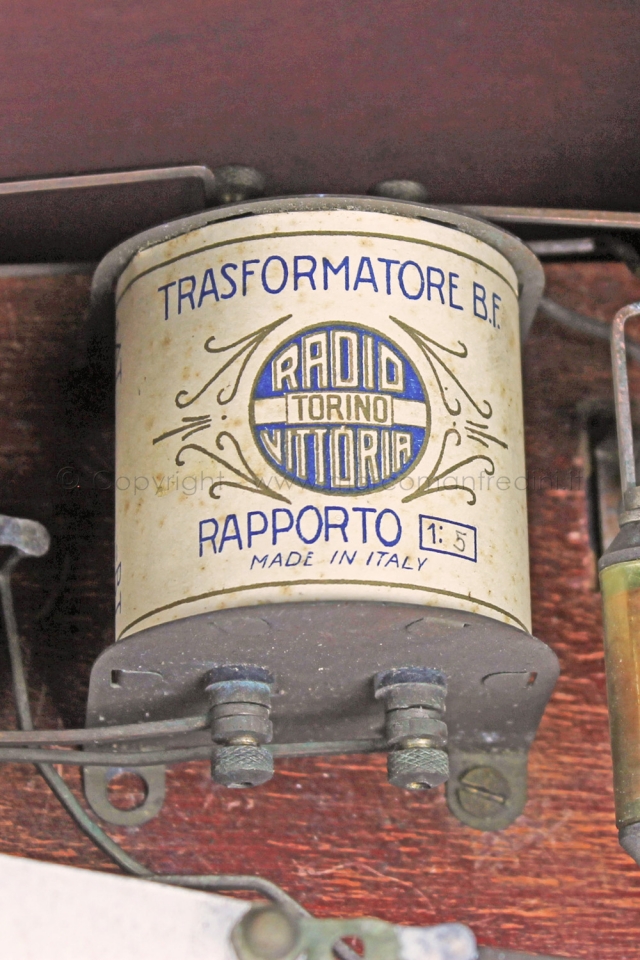 TRASFORMATORE B.F.
RADIO
TORINO
VITTORIA
RAPPORTO 1:5
MADE IN ITALY
© Copyright